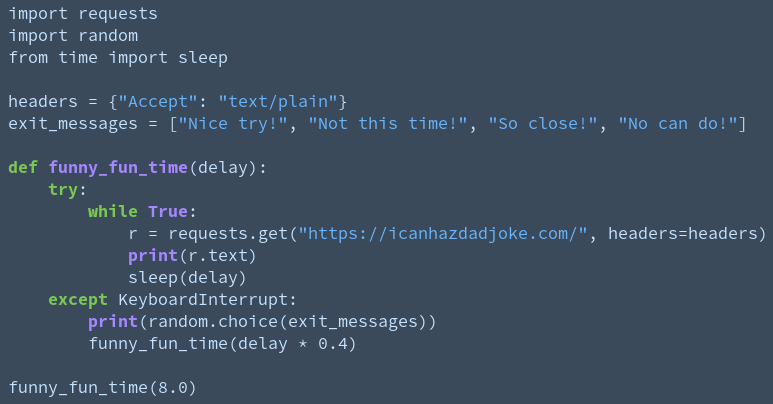 import requests
import random
from time import sleep

headers = {"Accept": "text/plain"}
exit_messages = ["Nice try!", "Not this time!", "So close!", "No can do!"]

def funny_fun_time(delay):
    try:
        while True:
            r = requests.get("https://icanhazdadjoke.com/", headers=headers)
            print(r.text)
            sleep(delay)
    except KeyboardInterrupt:
        print(random.choice(exit_messages))
        funny_fun_time(delay * 0.4)

funny_fun_time(8.0)